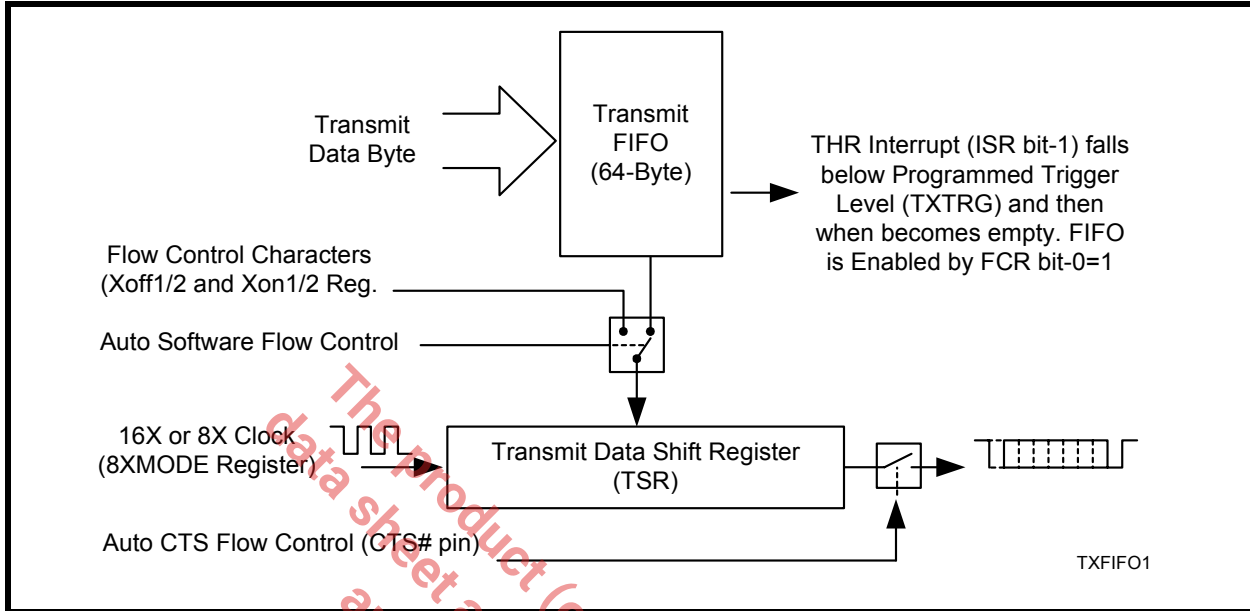 Transmit
Data Byte
Transmit
FIFO
(64-Byte)
THR Interrupt (ISR bit-1) falls
below Programmed Trigger
Level (TXTRG) and then
when becomes empty. FIFO
is Enabled by FCR bit-0=1
Flow Control Characters
(Xoff1/2 and Xon1/2 Reg.
Auto Software Flow Control
16X or 8X Clock
(8XMODE Register)
Transmit Data Shift Register
(TSR)
Auto CTS Flow Control (CTS# pin)
TXFIFO1
The product (
data sheet a